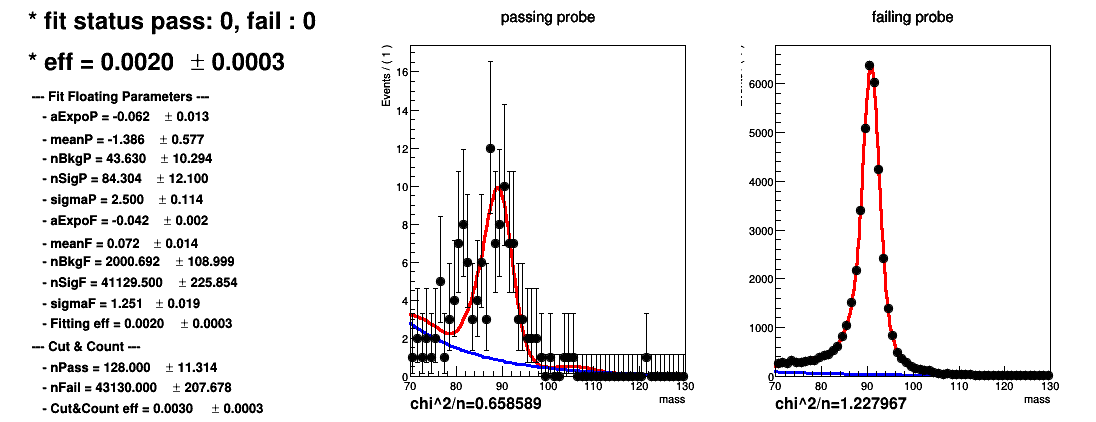 * fit status pass: 0, fail : 0
* eff = 0.0020 ± 0.0003
--- Fit Floating Parameters ---
- aExpoP = -0.062 ± 0.013
- meanP = -1.386 ± 0.577
- nBkgP = 43.630 ± 10.294
- nSigP = 84.304 ± 12.100
- sigmaP = 2.500 ± 0.114
- aExpoF = -0.042 ± 0.002
- meanF = 0.072 ± 0.014
- nBkgF = 2000.692 ± 108.999
- nSigF = 41129.500 ± 225.854
- sigmaF = 1.251 ± 0.019
- Fitting eff = 0.0020 ± 0.0003
--- Cut & Count ---
- nPass = 128.000 ± 11.314
- nFail = 43130.000 ± 207.678
- Cut&Count eff = 0.0030 ± 0.0003
passing probe
Events / ( 1 )
16
14
12
10
8
6
4
2
0
70 80 90 100 110 120 130
mass
chi^2/n=0.658589
failing probe
6000
5000
4000
3000
2000
1000
0
70 80 90 100 110 120 130
mass
chi^2/n=1.227967